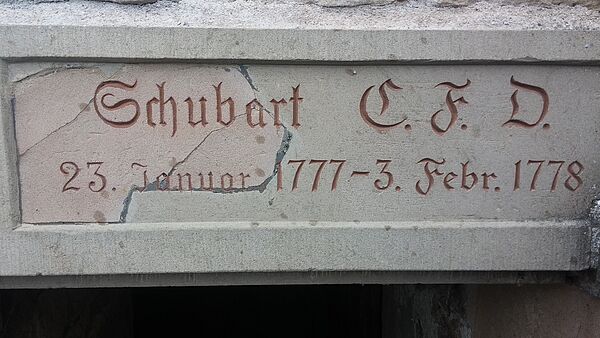 Schubart C. F. D.
23. Januar 1777-3. Febr. 1778